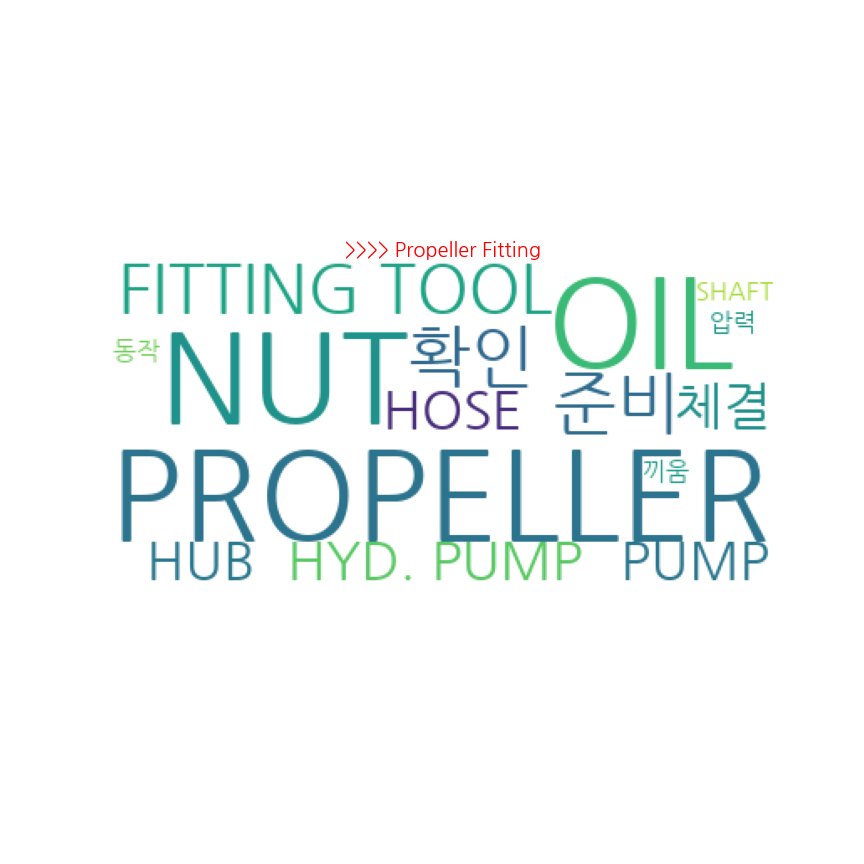 >>>> Propeller Fitting
FITTING TOOL
OIL
SHAFT
압력
동작
NUT
확인
HOSE
준비
체결
PROPELLER
끼움
HUB
HYD. PUMP
PUMP